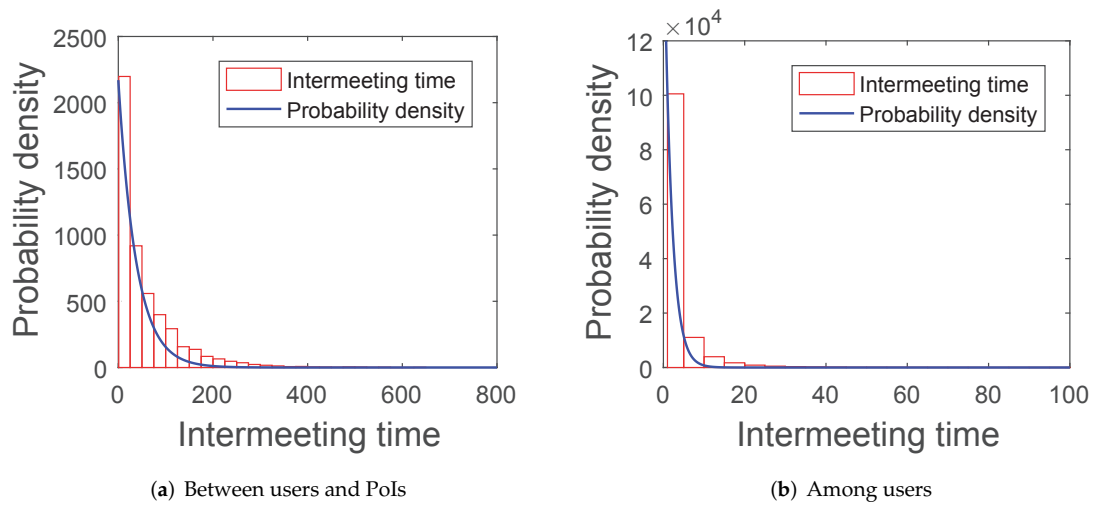 2500
2000
1500
1000
500
0
0 200 400 600 800
Probability density
Intermeeting time
Intermeeting time
Probability density
(a) Between users and PoIs
×10^4
12
10
8
6
4
2
0
0 20 40 60 80 100
Probability density
Intermeeting time
Intermeeting time
Probability density
(b) Among users